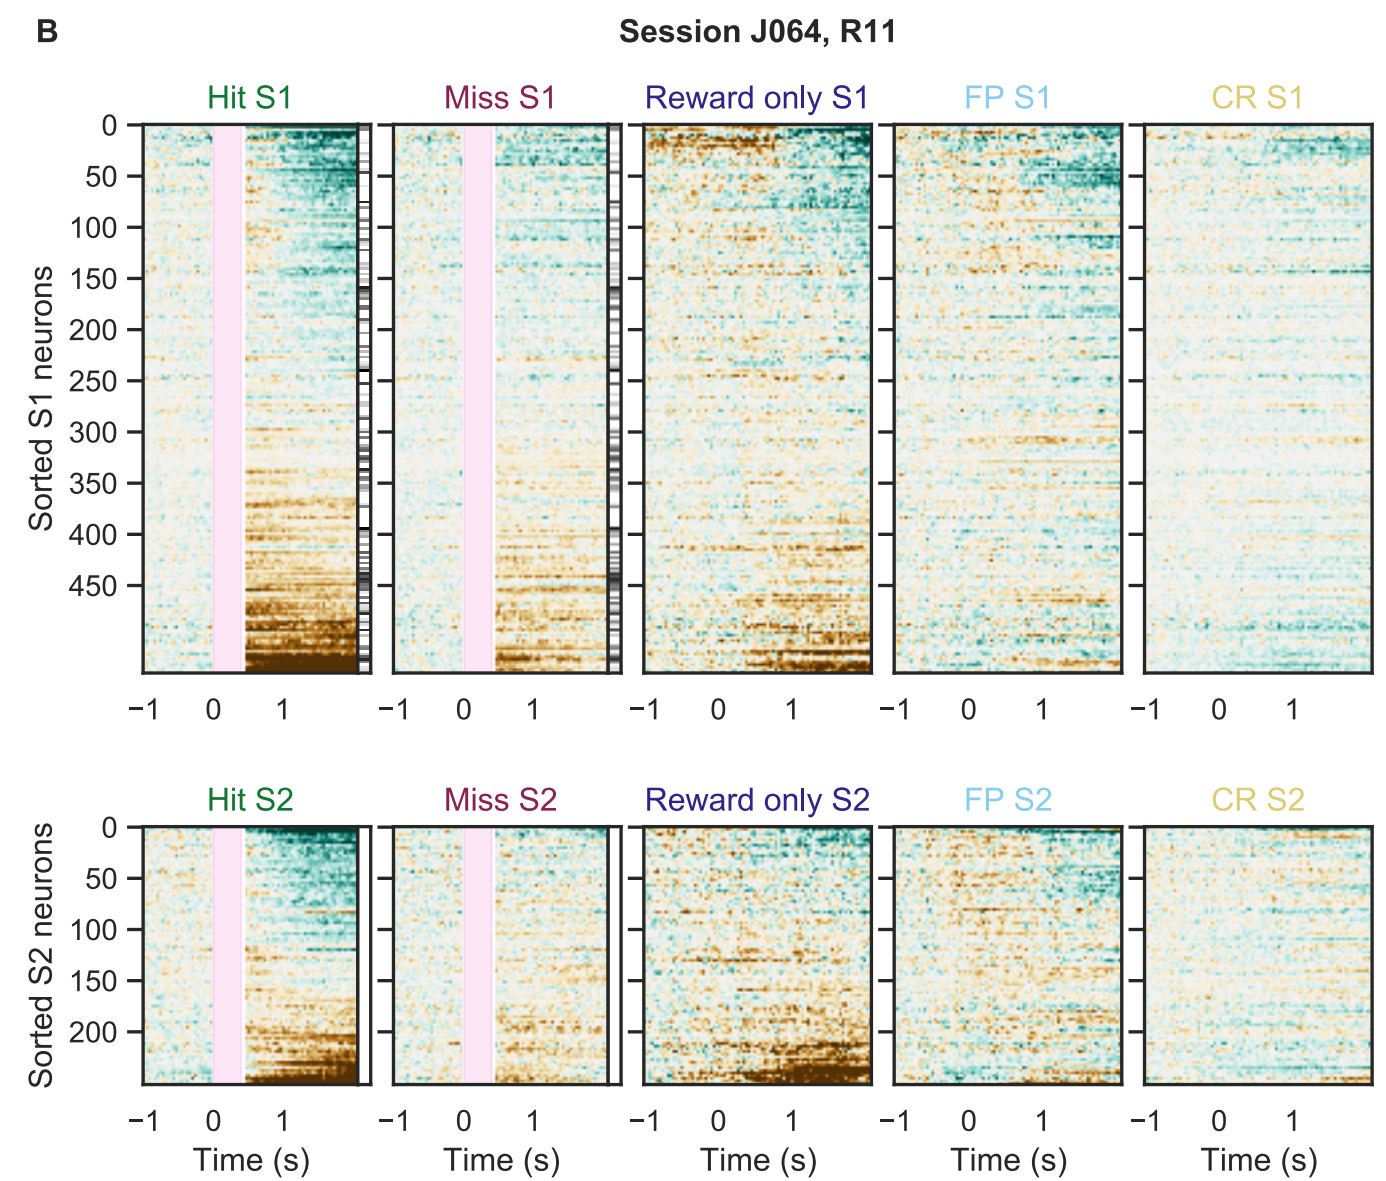 B
Session J064, R11
Hit S1
Miss S1
Reward only S1
FP S1
CR S1
Sorted S1 neurons
0
50
100
150
200
250
300
350
400
450
−1 0 1
−1 0 1
−1 0 1
−1 0 1
−1 0 1
Hit S2
Miss S2
Reward only S2
FP S2
CR S2
Sorted S2 neurons
0
50
100
150
200
−1 0 1
−1 0 1
−1 0 1
−1 0 1
−1 0 1
Time (s)
Time (s)
Time (s)
Time (s)
Time (s)